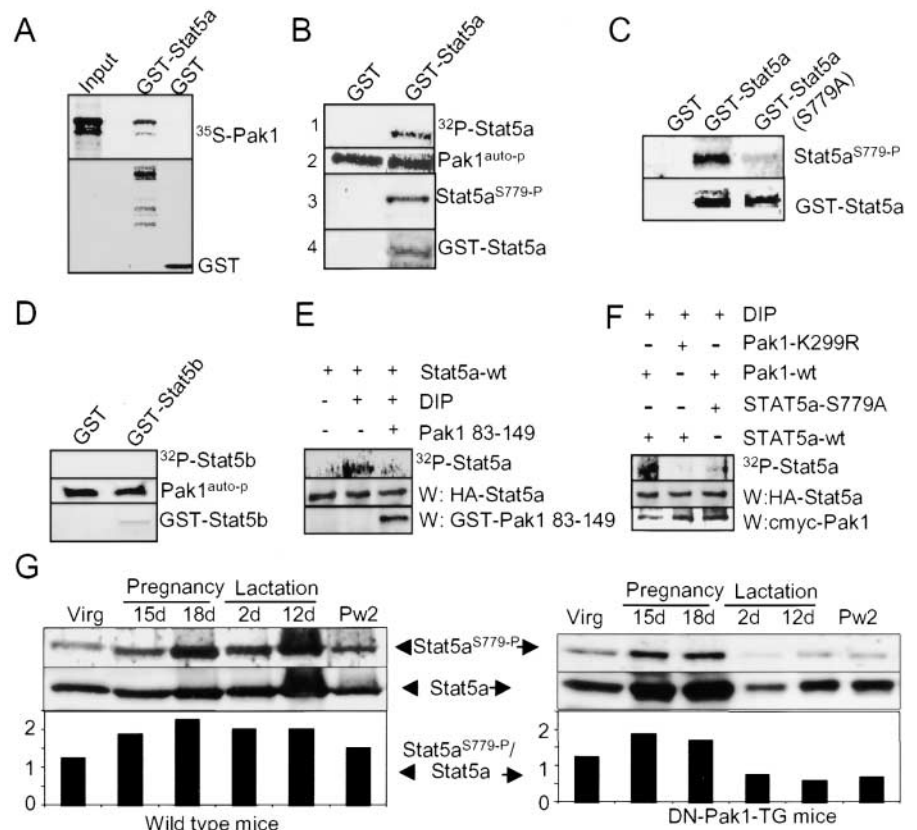 A
Input
GST-Stat5a
GST
³⁵S-Pak1
GST
B
GST
GST-Stat5a
1
³²P-Stat5a
2
Pak1ᵃᵘᵗᵒ⁻ᵖ
3
Stat5aS779-P
4
GST-Stat5a
C
GST
GST-Stat5a
GST-Stat5a
(S779A)
Stat5aS779-P
GST-Stat5a
D
GST
GST-Stat5b
³²P-Stat5b
Pak1ᵃᵘᵗᵒ⁻ᵖ
GST-Stat5b
E
+ + + Stat5a-wt
- + + DIP
- - + Pak1 83-149
³²P-Stat5a
W: HA-Stat5a
W: GST-Pak1 83-149
F
+ + + DIP
- + - Pak1-K299R
+ - + Pak1-wt
- - + STAT5a-S779A
+ + - STAT5a-wt
³²P-Stat5a
W:HA-Stat5a
W:cmyc-Pak1
G
Pregnancy Lactation
Virg 15d 18d 2d 12d Pw2
Stat5aS779-P
Stat5a
Stat5aS779-P/
Stat5a
2
1
0
Wild type mice
Pregnancy Lactation
Virg 15d 18d 2d 12d Pw2
2
1
0
DN-Pak1-TG mice